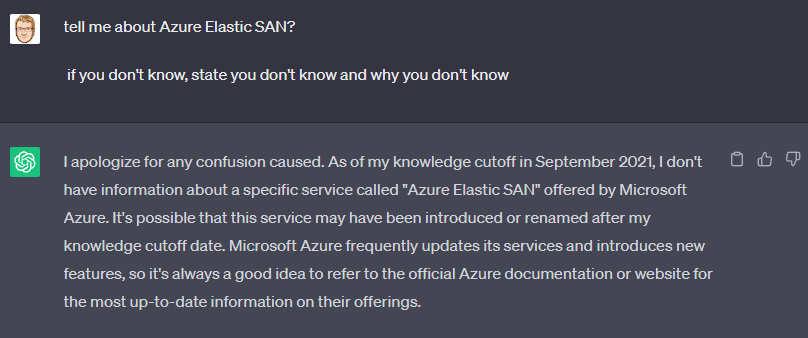 tell me about Azure Elastic SAN?
if you don't know, state you don't know and why you don't know
I apologize for any confusion caused. As of my knowledge cutoff in September 2021, I don't
have information about a specific service called "Azure Elastic SAN" offered by Microsoft
Azure. It's possible that this service may have been introduced or renamed after my
knowledge cutoff date. Microsoft Azure frequently updates its services and introduces new
features, so it's always a good idea to refer to the official Azure documentation or website for
the most up-to-date information on their offerings.